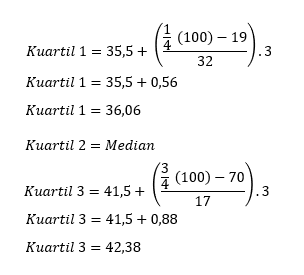 Kuartil 1 = 35,5 + ((1/4 (100) − 19)/32) . 3
Kuartil 1 = 35,5 + 0,56
Kuartil 1 = 36,06
Kuartil 2 = Median
Kuartil 3 = 41,5 + ((3/4 (100) − 70)/17) . 3
Kuartil 3 = 41,5 + 0,88
Kuartil 3 = 42,38